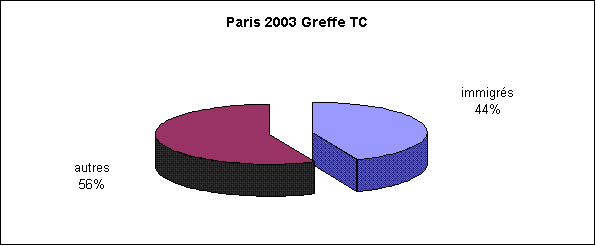 Paris 2003 Greffe TC
immigrés
44%
autres
56%